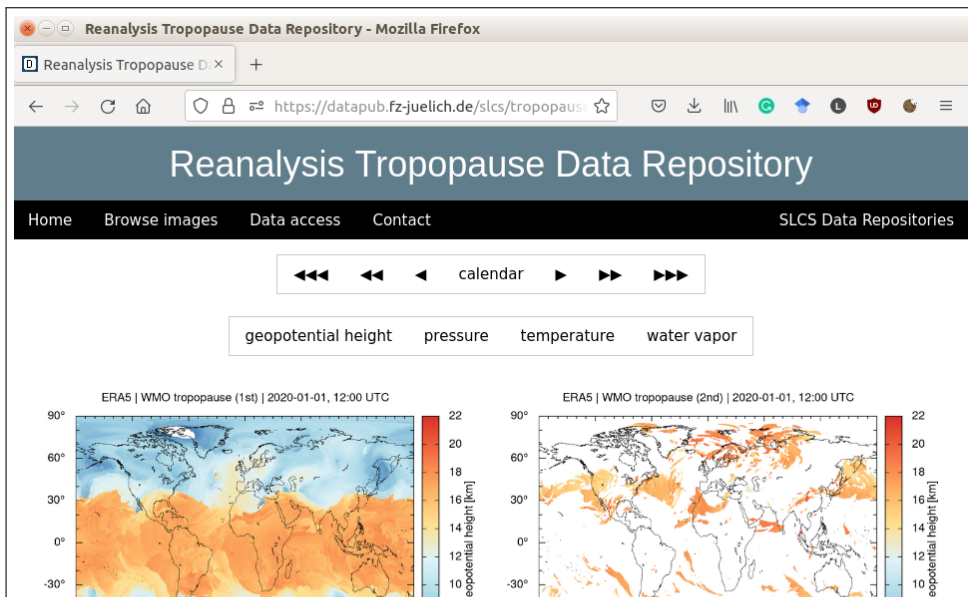 Reanalysis Tropopause Data Repository - Mozilla Firefox
Reanalysis Tropopause D
https://datapub.fz-juelich.de/slcs/tropopause
Reanalysis Tropopause Data Repository
Home Browse images Data access Contact SLCS Data Repositories
calendar
geopotential height pressure temperature water vapor
ERA5 | WMO tropopause (1st) | 2020-01-01, 12:00 UTC
90°
60°
30°
0°
-30°
22
20
18
16
14
12
10
geopotential height [km]
ERA5 | WMO tropopause (2nd) | 2020-01-01, 12:00 UTC
90°
60°
30°
0°
-30°
22
20
18
16
14
12
10
geopotential height [km]